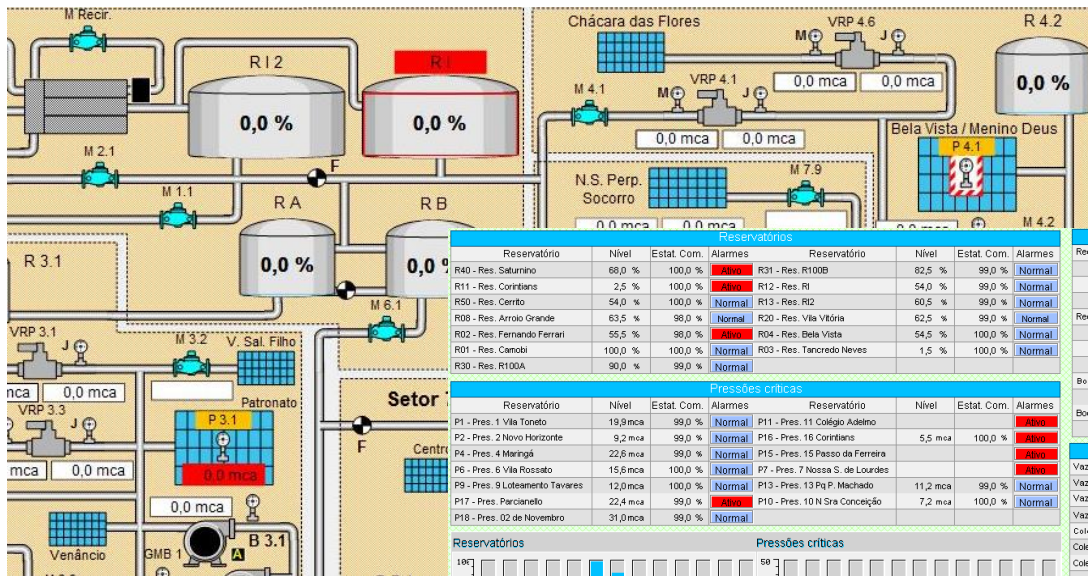 M Recir.
R I 2
R I
0,0 %
0,0 %
M 2.1
M 1.1
F
R A
R B
0,0 %
0,0
R 3.1
M 6.1
VRP 3.1
J
M 3.2
V. Sal. Filho
mca
0,0 mca
VRP 3.3
J
mca
0,0 mca
Patronato
P 3.1
0,0 mca
0,0 mca
Venâncio
GMB 1
A
B 3.1
Setor 7
F
Centro
Chácara das Flores
VRP 4.6
M
J
0,0 mca
0,0 mca
R 4.2
0,0 %
M 4.1
VRP 4.1
M
J
0,0 mca
0,0 mca
Bela Vista / Menino Deus
P 4.1
N.S. Perp.
Socorro
M 7.9
M 4.2
Reservatórios
Reservatório Nível Estat. Com. Alarmes Reservatório Nível Estat. Com. Alarmes
R40 - Res. Saturnino 68,0 % 100,0 % Ativo R31 - Res. R100B 82,5 % 99,0 % Normal
R11 - Res. Corintians 2,5 % 100,0 % Ativo R12 - Res. RI 54,0 % 99,0 % Normal
R50 - Res. Cerrito 54,0 % 100,0 % Normal R13 - Res. RI2 60,5 % 99,0 % Normal
R08 - Res. Arroio Grande 63,5 % 98,0 % Normal R20 - Res. Vila Vitória 62,5 % 99,0 % Normal
R02 - Res. Fernando Ferrari 55,5 % 98,0 % Ativo R04 - Res. Bela Vista 54,5 % 100,0 % Normal
R01 - Res. Camobi 100,0 % 100,0 % Normal R03 - Res. Tancredo Neves 1,5 % 100,0 % Normal
R30 - Res. R100A 90,0 % 99,0 % Normal
Pressões críticas
Reservatório Nível Estat. Com. Alarmes Reservatório Nível Estat. Com. Alarmes
P1 - Pres. 1 Vila Toneto 19,9 mca 99,0 % Normal P11 - Pres. 11 Colégio Adelmo Ativo
P2 - Pres. 2 Novo Horizonte 9,2 mca 99,0 % Normal P16 - Pres. 16 Corintians 5,5 mca 100,0 % Ativo
P4 - Pres. 4 Maringá 22,6 mca 99,0 % Normal P15 - Pres. 15 Passo da Ferreira Ativo
P6 - Pres. 6 Vila Rossato 15,6 mca 100,0 % Normal P7 - Pres. 7 Nossa S. de Lourdes Ativo
P9 - Pres. 9 Loteamento Tavares 12,0 mca 100,0 % Normal P13 - Pres. 13 Pq P. Machado 11,2 mca 99,0 % Normal
P17 - Pres. Parcianello 22,4 mca 99,0 % Ativo P10 - Pres. 10 N Sra Conceição 7,2 mca 100,0 % Normal
P18 - Pres. 02 de Novembro 31,0 mca 99,0 % Normal
Reservatórios
Pressões críticas
50
Vaz
Vaz
Vaz
Vaz